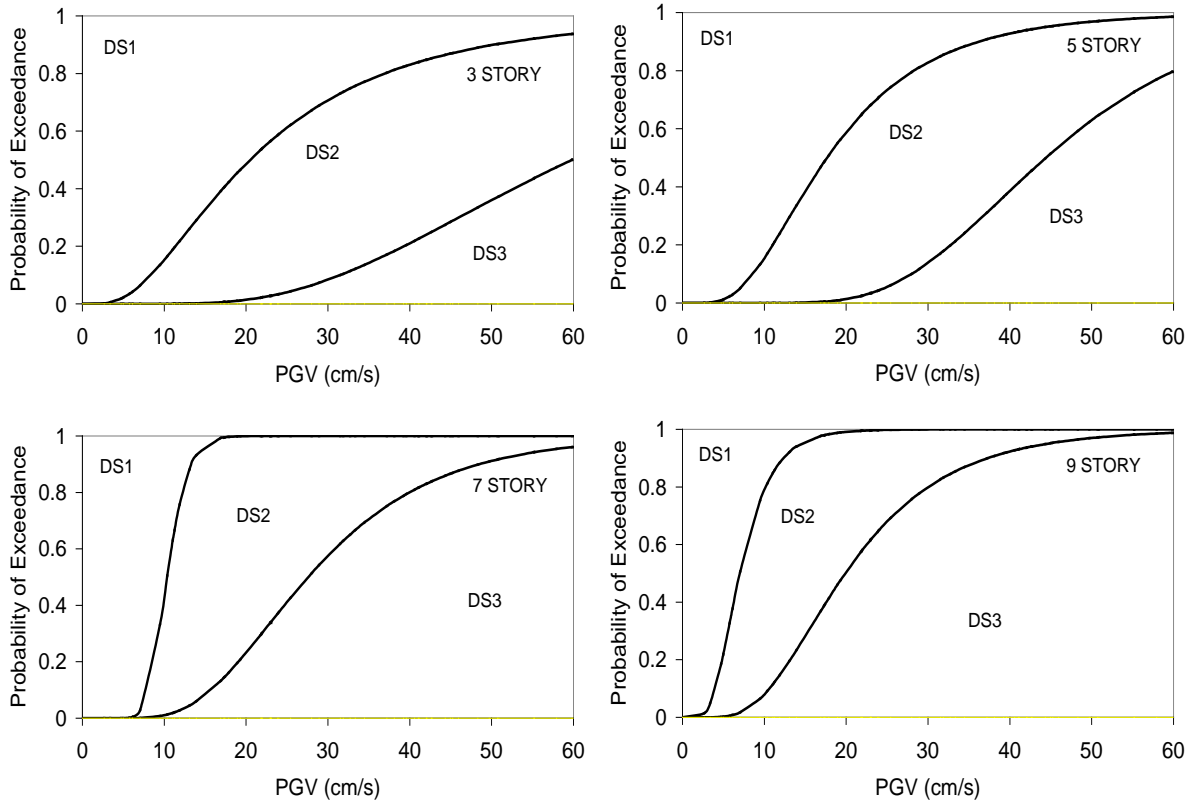 Probability of Exceedance
1
0.8
0.6
0.4
0.2
0
DS1
3 STORY
DS2
DS3
0 10 20 30 40 50 60
PGV (cm/s)
Probability of Exceedance
1
0.8
0.6
0.4
0.2
0
DS1
5 STORY
DS2
DS3
0 10 20 30 40 50 60
PGV (cm/s)
Probability of Exceedance
1
0.8
0.6
0.4
0.2
0
DS1
7 STORY
DS2
DS3
0 10 20 30 40 50 60
PGV (cm/s)
Probability of Exceedance
1
0.8
0.6
0.4
0.2
0
DS1
9 STORY
DS2
DS3
0 10 20 30 40 50 60
PGV (cm/s)